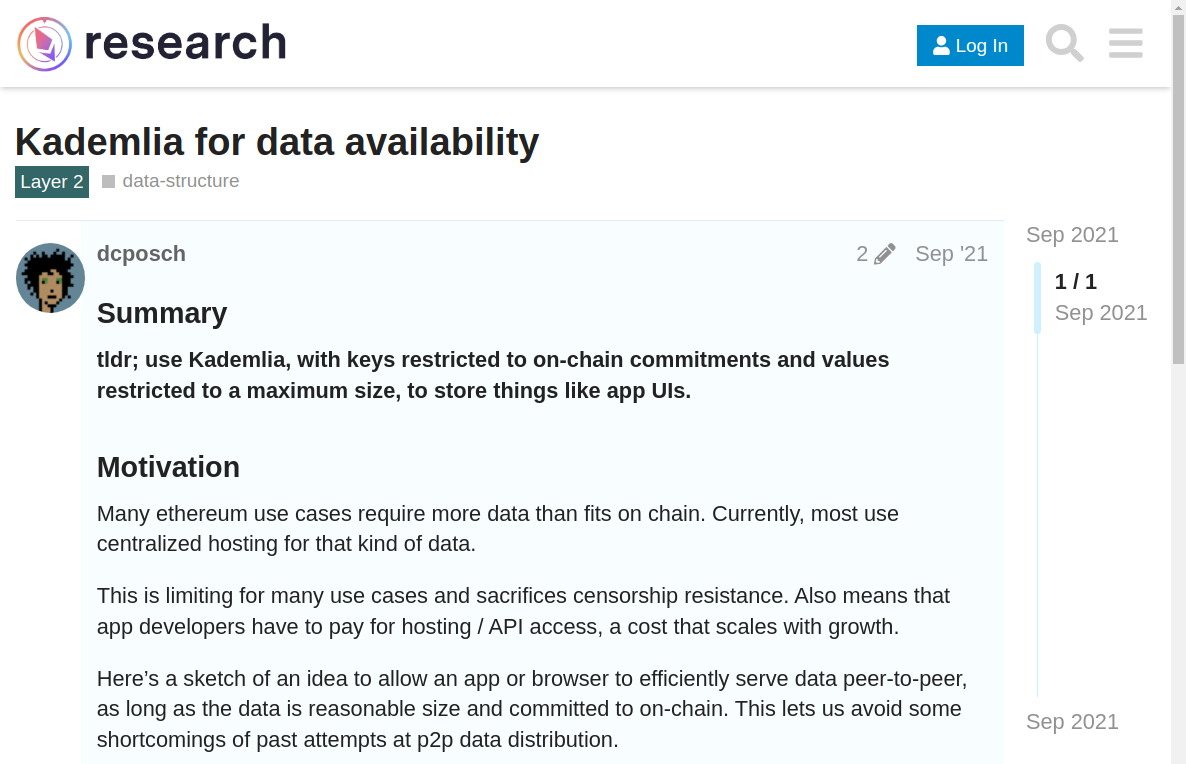 research
Log In
Kademlia for data availability
Layer 2 data-structure
dcposch 2 Sep '21
Sep 2021
1 / 1
Sep 2021
Summary
tldr; use Kademlia, with keys restricted to on-chain commitments and values
restricted to a maximum size, to store things like app UIs.
Motivation
Many ethereum use cases require more data than fits on chain. Currently, most use
centralized hosting for that kind of data.
This is limiting for many use cases and sacrifices censorship resistance. Also means that
app developers have to pay for hosting / API access, a cost that scales with growth.
Here’s a sketch of an idea to allow an app or browser to efficiently serve data peer-to-peer,
as long as the data is reasonable size and committed to on-chain. This lets us avoid some
shortcomings of past attempts at p2p data distribution.
Sep 2021